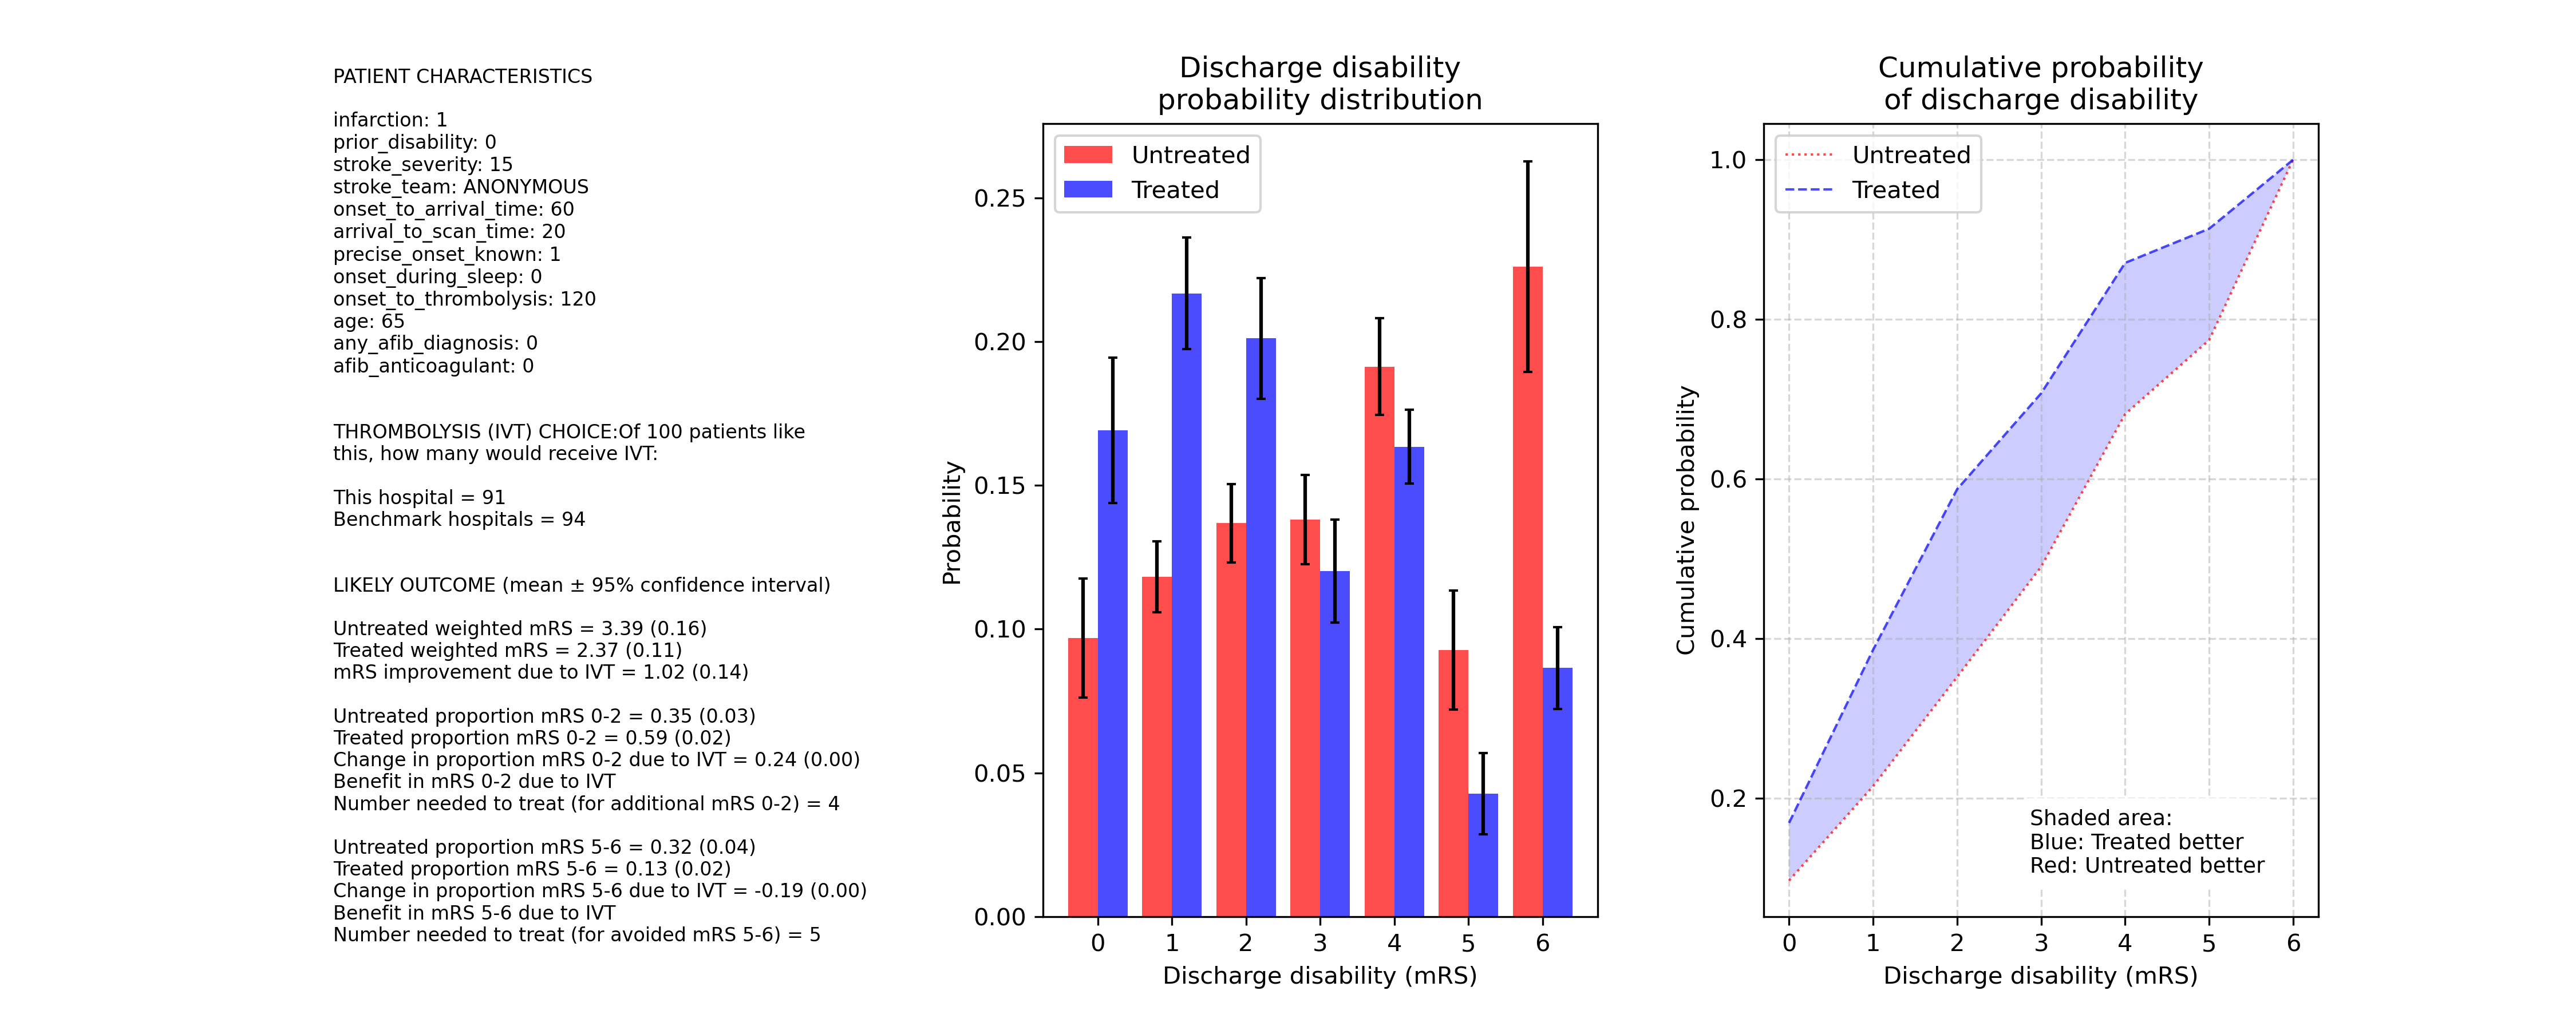 PATIENT CHARACTERISTICS
infarction: 1
prior_disability: 0
stroke_severity: 15
stroke_team: ANONYMOUS
onset_to_arrival_time: 60
arrival_to_scan_time: 20
precise_onset_known: 1
onset_during_sleep: 0
onset_to_thrombolysis: 120
age: 65
any_afib_diagnosis: 0
afib_anticoagulant: 0
THROMBOLYSIS (IVT) CHOICE:Of 100 patients like
this, how many would receive IVT:
This hospital = 91
Benchmark hospitals = 94
LIKELY OUTCOME (mean ± 95% confidence interval)
Untreated weighted mRS = 3.39 (0.16)
Treated weighted mRS = 2.37 (0.11)
mRS improvement due to IVT = 1.02 (0.14)
Untreated proportion mRS 0-2 = 0.35 (0.03)
Treated proportion mRS 0-2 = 0.59 (0.02)
Change in proportion mRS 0-2 due to IVT = 0.24 (0.00)
Benefit in mRS 0-2 due to IVT
Number needed to treat (for additional mRS 0-2) = 4
Untreated proportion mRS 5-6 = 0.32 (0.04)
Treated proportion mRS 5-6 = 0.13 (0.02)
Change in proportion mRS 5-6 due to IVT = -0.19 (0.00)
Benefit in mRS 5-6 due to IVT
Number needed to treat (for avoided mRS 5-6) = 5
Discharge disability
probability distribution
Untreated
Treated
Probability
0.25
0.20
0.15
0.10
0.05
0.00
0 1 2 3 4 5 6
Discharge disability (mRS)
Cumulative probability
of discharge disability
Untreated
Treated
Cumulative probability
1.0
0.8
0.6
0.4
0.2
Shaded area:
Blue: Treated better
Red: Untreated better
0 1 2 3 4 5 6
Discharge disability (mRS)